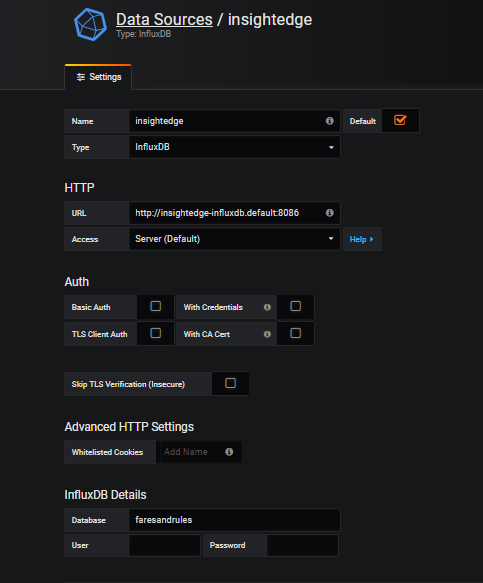 Data Sources / insightedge
Type: InfluxDB
Settings
Name insightedge Default
Type InfluxDB
HTTP
URL http://insightedge-influxdb.default:8086
Access Server (Default) Help
Auth
Basic Auth With Credentials
TLS Client Auth With CA Cert
Skip TLS Verification (Insecure)
Advanced HTTP Settings
Whitelisted Cookies Add Name
InfluxDB Details
Database faresandrules
User Password